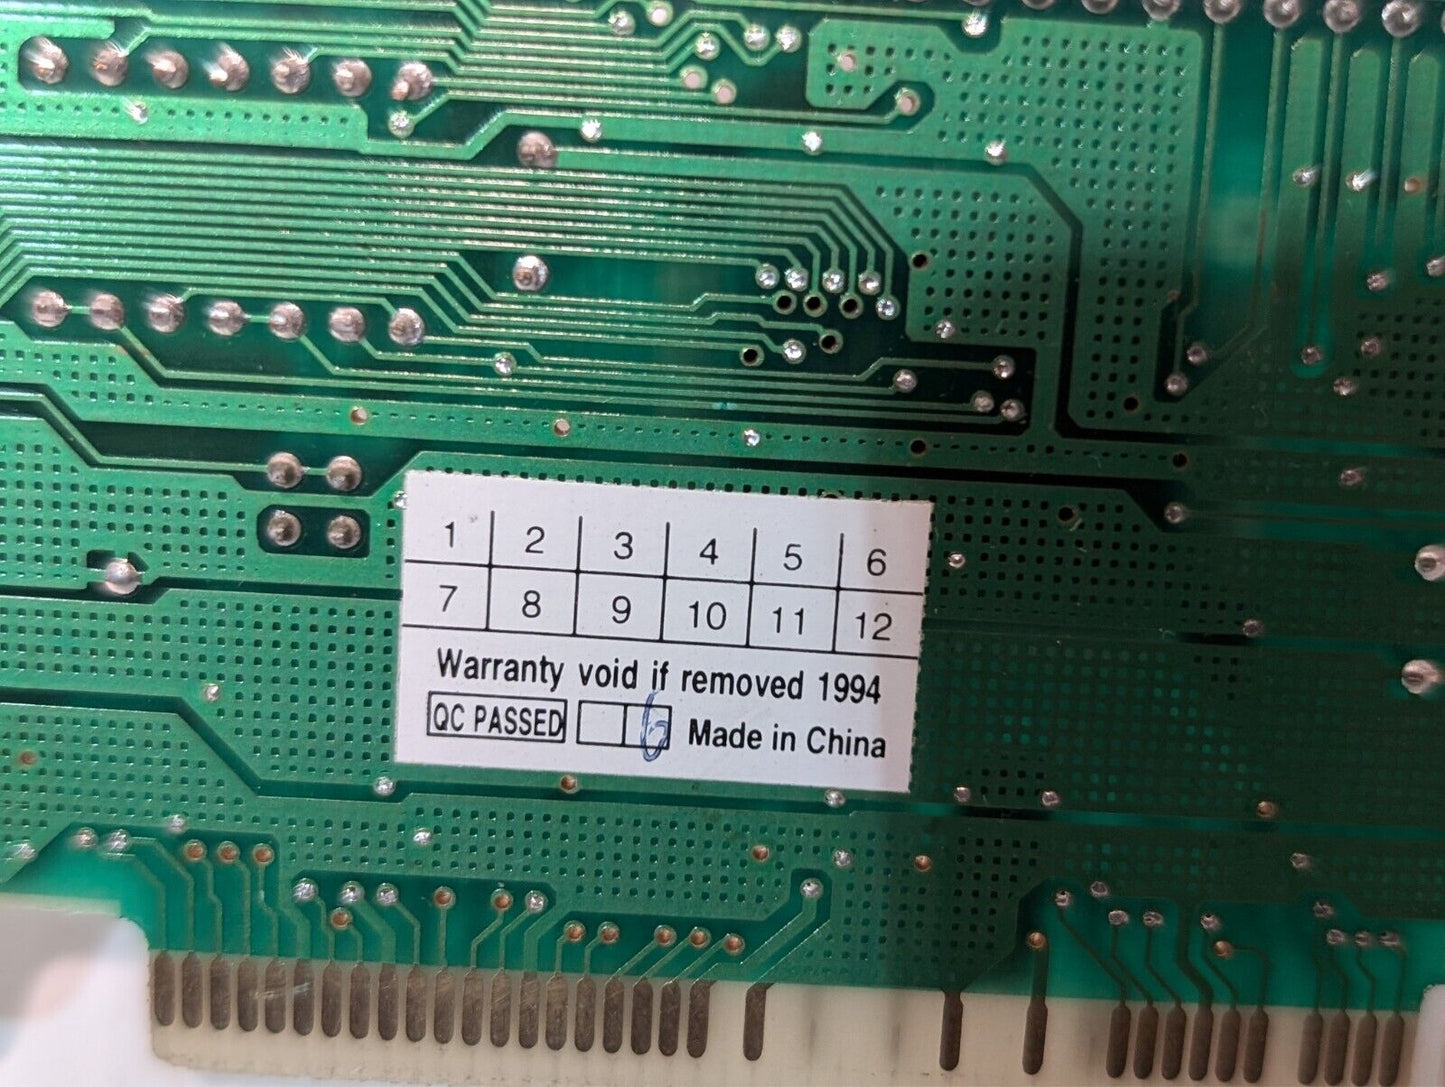 1 2 3 4 5 6
7 8 9 10 11 12
Warranty void if removed 1994
QC PASSED 6 Made in China